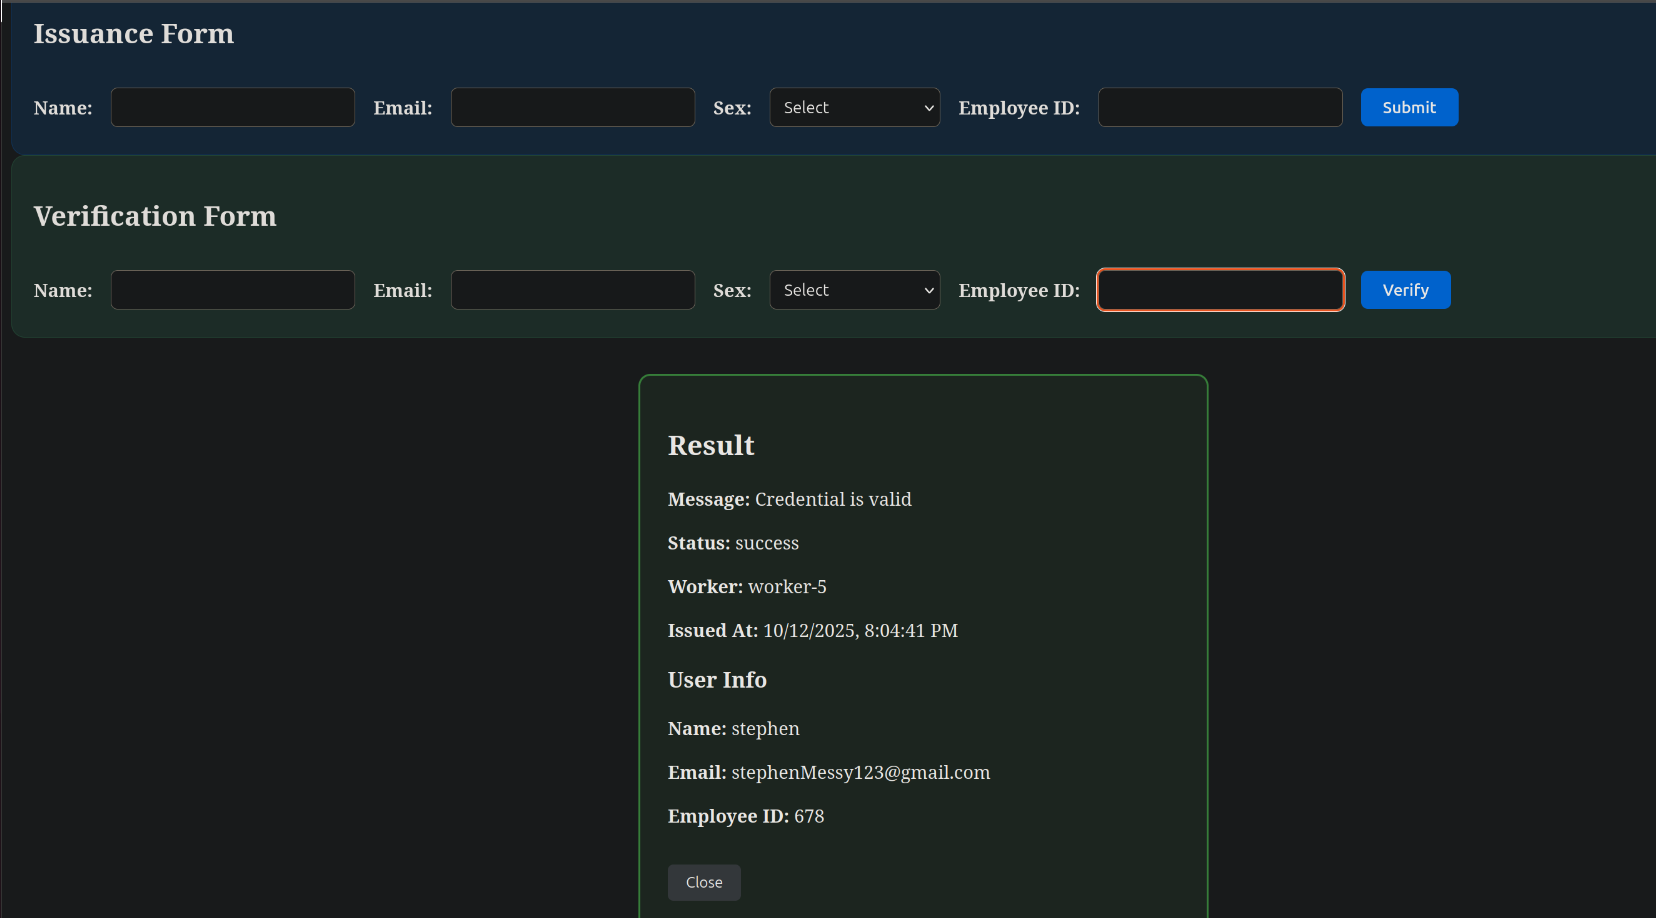 Issuance Form
Name: Email: Sex: Select Employee ID: Submit
Verification Form
Name: Email: Sex: Select Employee ID: Verify
Result
Message: Credential is valid
Status: success
Worker: worker-5
Issued At: 10/12/2025, 8:04:41 PM
User Info
Name: stephen
Email: stephenMessy123@gmail.com
Employee ID: 678
Close